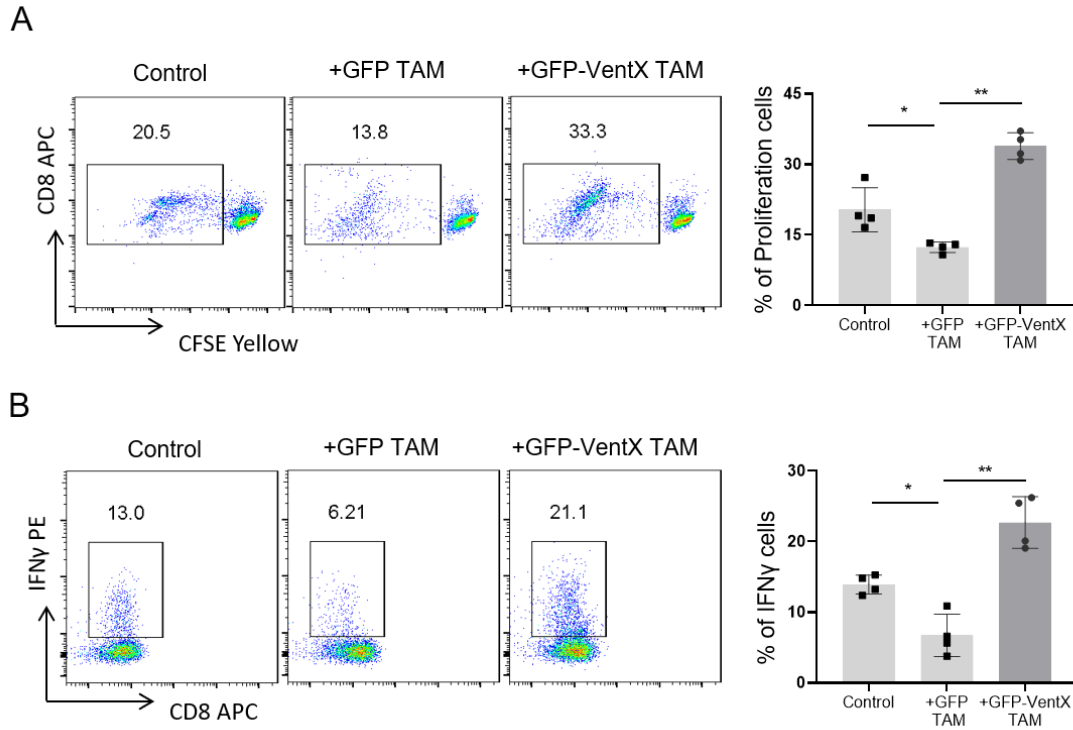 A
Control
+GFP TAM
+GFP-VentX TAM
20.5
13.8
33.3
CD8 APC
CFSE Yellow
% of Proliferation cells
45
30
15
0
*
**
Control
+GFP
TAM
+GFP-VentX
TAM
B
Control
+GFP TAM
+GFP-VentX TAM
13.0
6.21
21.1
IFNγ PE
CD8 APC
% of IFNγ cells
30
20
10
0
*
**
Control
+GFP
TAM
+GFP-VentX
TAM